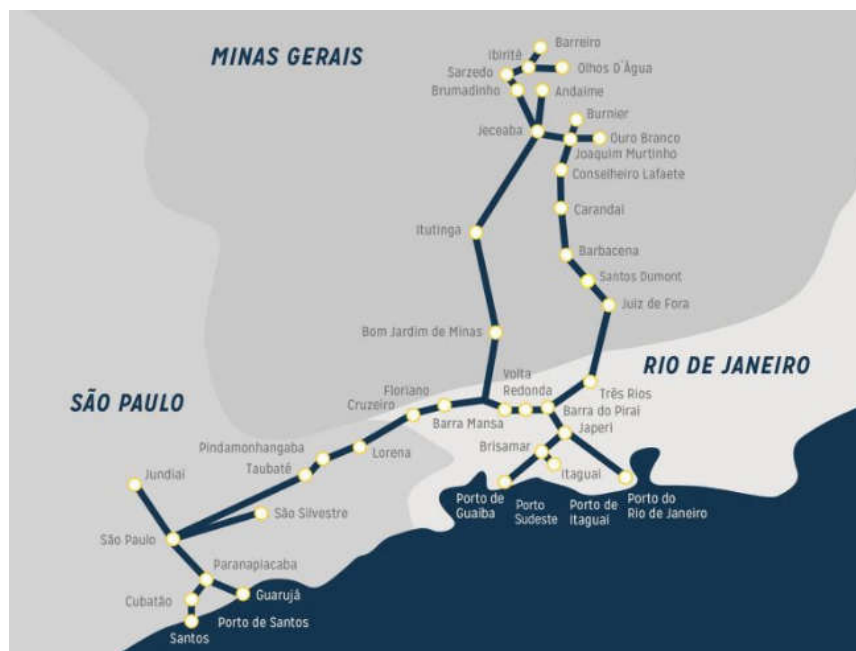 MINAS GERAIS
Barreiro
Ibiritê
Olhos D´Água
Sarzedo
Brumadinho
Andaime
Burnier
Jeceaba
Ouro Branco
Joaquim Murtinho
Conselheiro Lafaete
Carandaí
Itutinga
Barbacena
Santos Dumont
Juiz de Fora
Bom Jardim de Minas
RIO DE JANEIRO
Volta
Redonda
SÃO PAULO
Floriano
Três Rios
Cruzeiro
Barra Mansa
Barra do Piraí
Japeri
Pindamonhangaba
Lorena
Brisamar
Taubaté
Itaguaí
Jundiaí
Porto de
Guaíba
Porto
Sudeste
Porto de
Itaguaí
Porto do
Rio de Janeiro
São Silvestre
São Paulo
Paranapiacaba
Cubatão
Guarujá
Santos
Porto de Santos